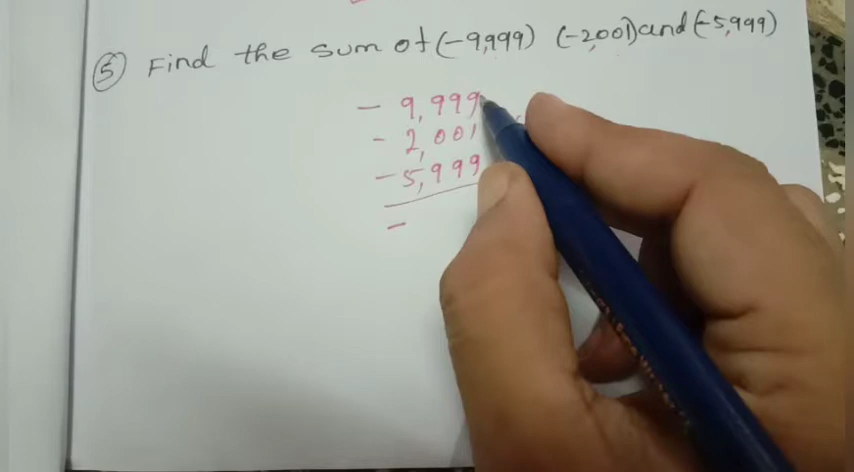 ⑤ Find the sum of (-9,999) (-2,001) and (-5,999)
- 9,999
- 2,001
- 5,999
-